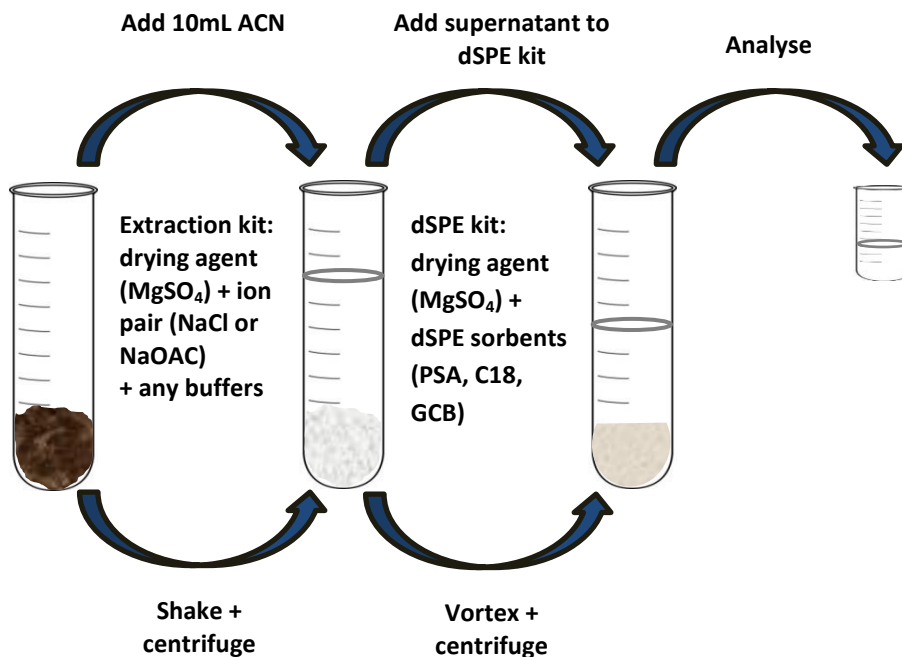 Add 10mL ACN
Add supernatant to
dSPE kit
Analyse
Extraction kit:
drying agent
(MgSO₄) + ion
pair (NaCl or
NaOAC)
+ any buffers
dSPE kit:
drying agent
(MgSO₄) +
dSPE sorbents
(PSA, C18,
GCB)
Shake +
centrifuge
Vortex +
centrifuge